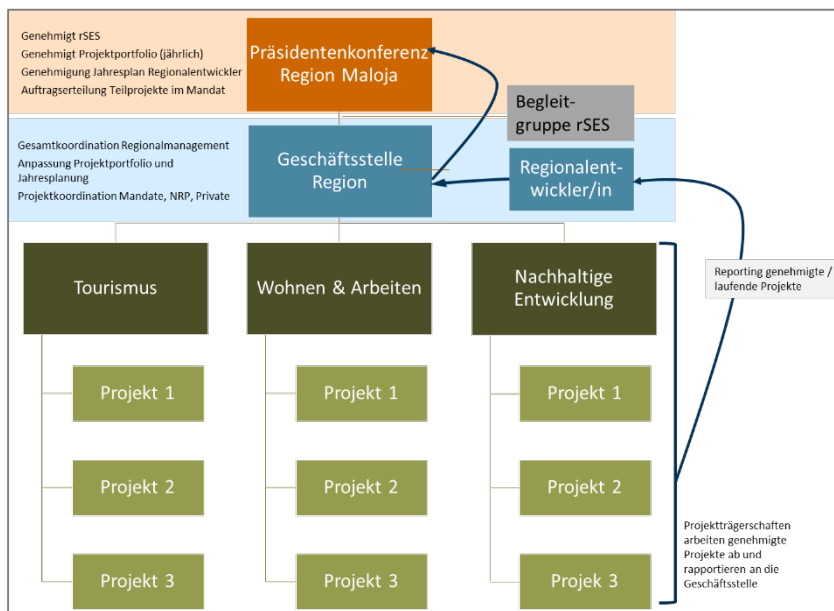 Genehmigt rSES
Genehmigt Projektportfolio (jährlich)
Genehmigung Jahresplan Regionalentwickler
Auftragserteilung Teilprojekte im Mandat
Präsidentenkonferenz
Region Maloja
Begleit-
gruppe rSES
Gesamtkoordination Regionalmanagement
Anpassung Projektportfolio und
Jahresplanung
Projektkoordination Mandate, NRP, Private
Geschäftsstelle
Region
Regionalent-
wickler/in
Reporting genehmigte /
laufende Projekte
Tourismus
Wohnen & Arbeiten
Nachhaltige
Entwicklung
Projekt 1
Projekt 1
Projekt 1
Projekt 2
Projekt 2
Projekt 2
Projekt 3
Projekt 3
Projek 3
Projektträgerschaften
arbeiten genehmigte
Projekte ab und
rapportieren an die
Geschäftsstelle